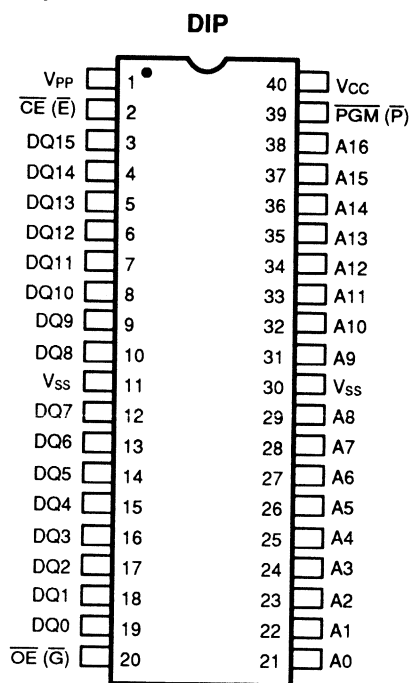 DIP
VPP 1 40 VCC
C̅E̅ (E̅) 2 39 P̅G̅M̅ (P̅)
DQ15 3 38 A16
DQ14 4 37 A15
DQ13 5 36 A14
DQ12 6 35 A13
DQ11 7 34 A12
DQ10 8 33 A11
DQ9 9 32 A10
DQ8 10 31 A9
VSS 11 30 VSS
DQ7 12 29 A8
DQ6 13 28 A7
DQ5 14 27 A6
DQ4 15 26 A5
DQ3 16 25 A4
DQ2 17 24 A3
DQ1 18 23 A2
DQ0 19 22 A1
O̅E̅ (G̅) 20 21 A0